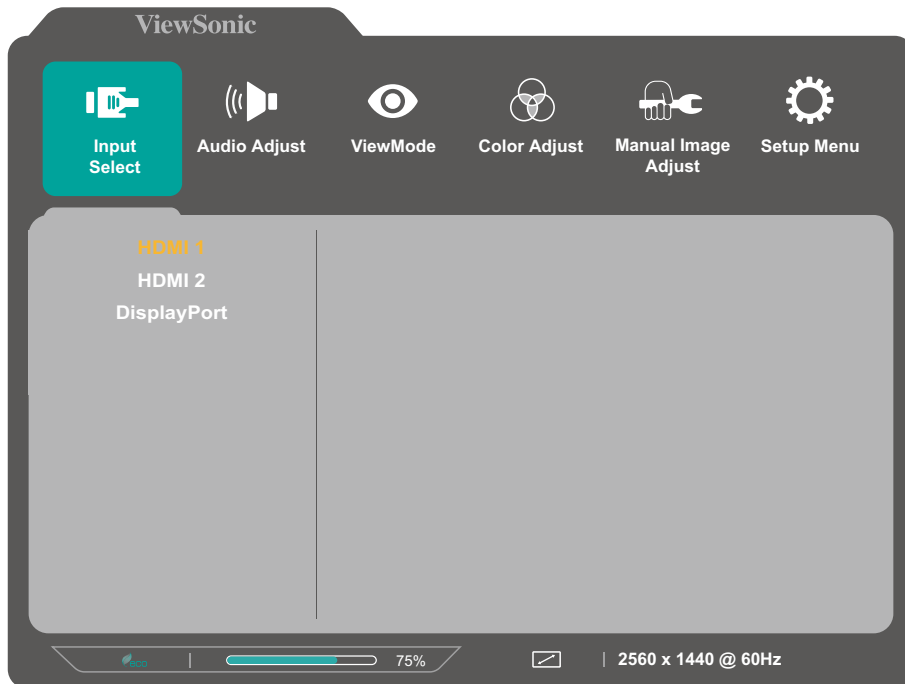 ViewSonic
Input
Select
Audio Adjust
ViewMode
Color Adjust
Manual Image
Adjust
Setup Menu
HDMI 1
HDMI 2
DisplayPort
eco
75%
2560 x 1440 @ 60Hz